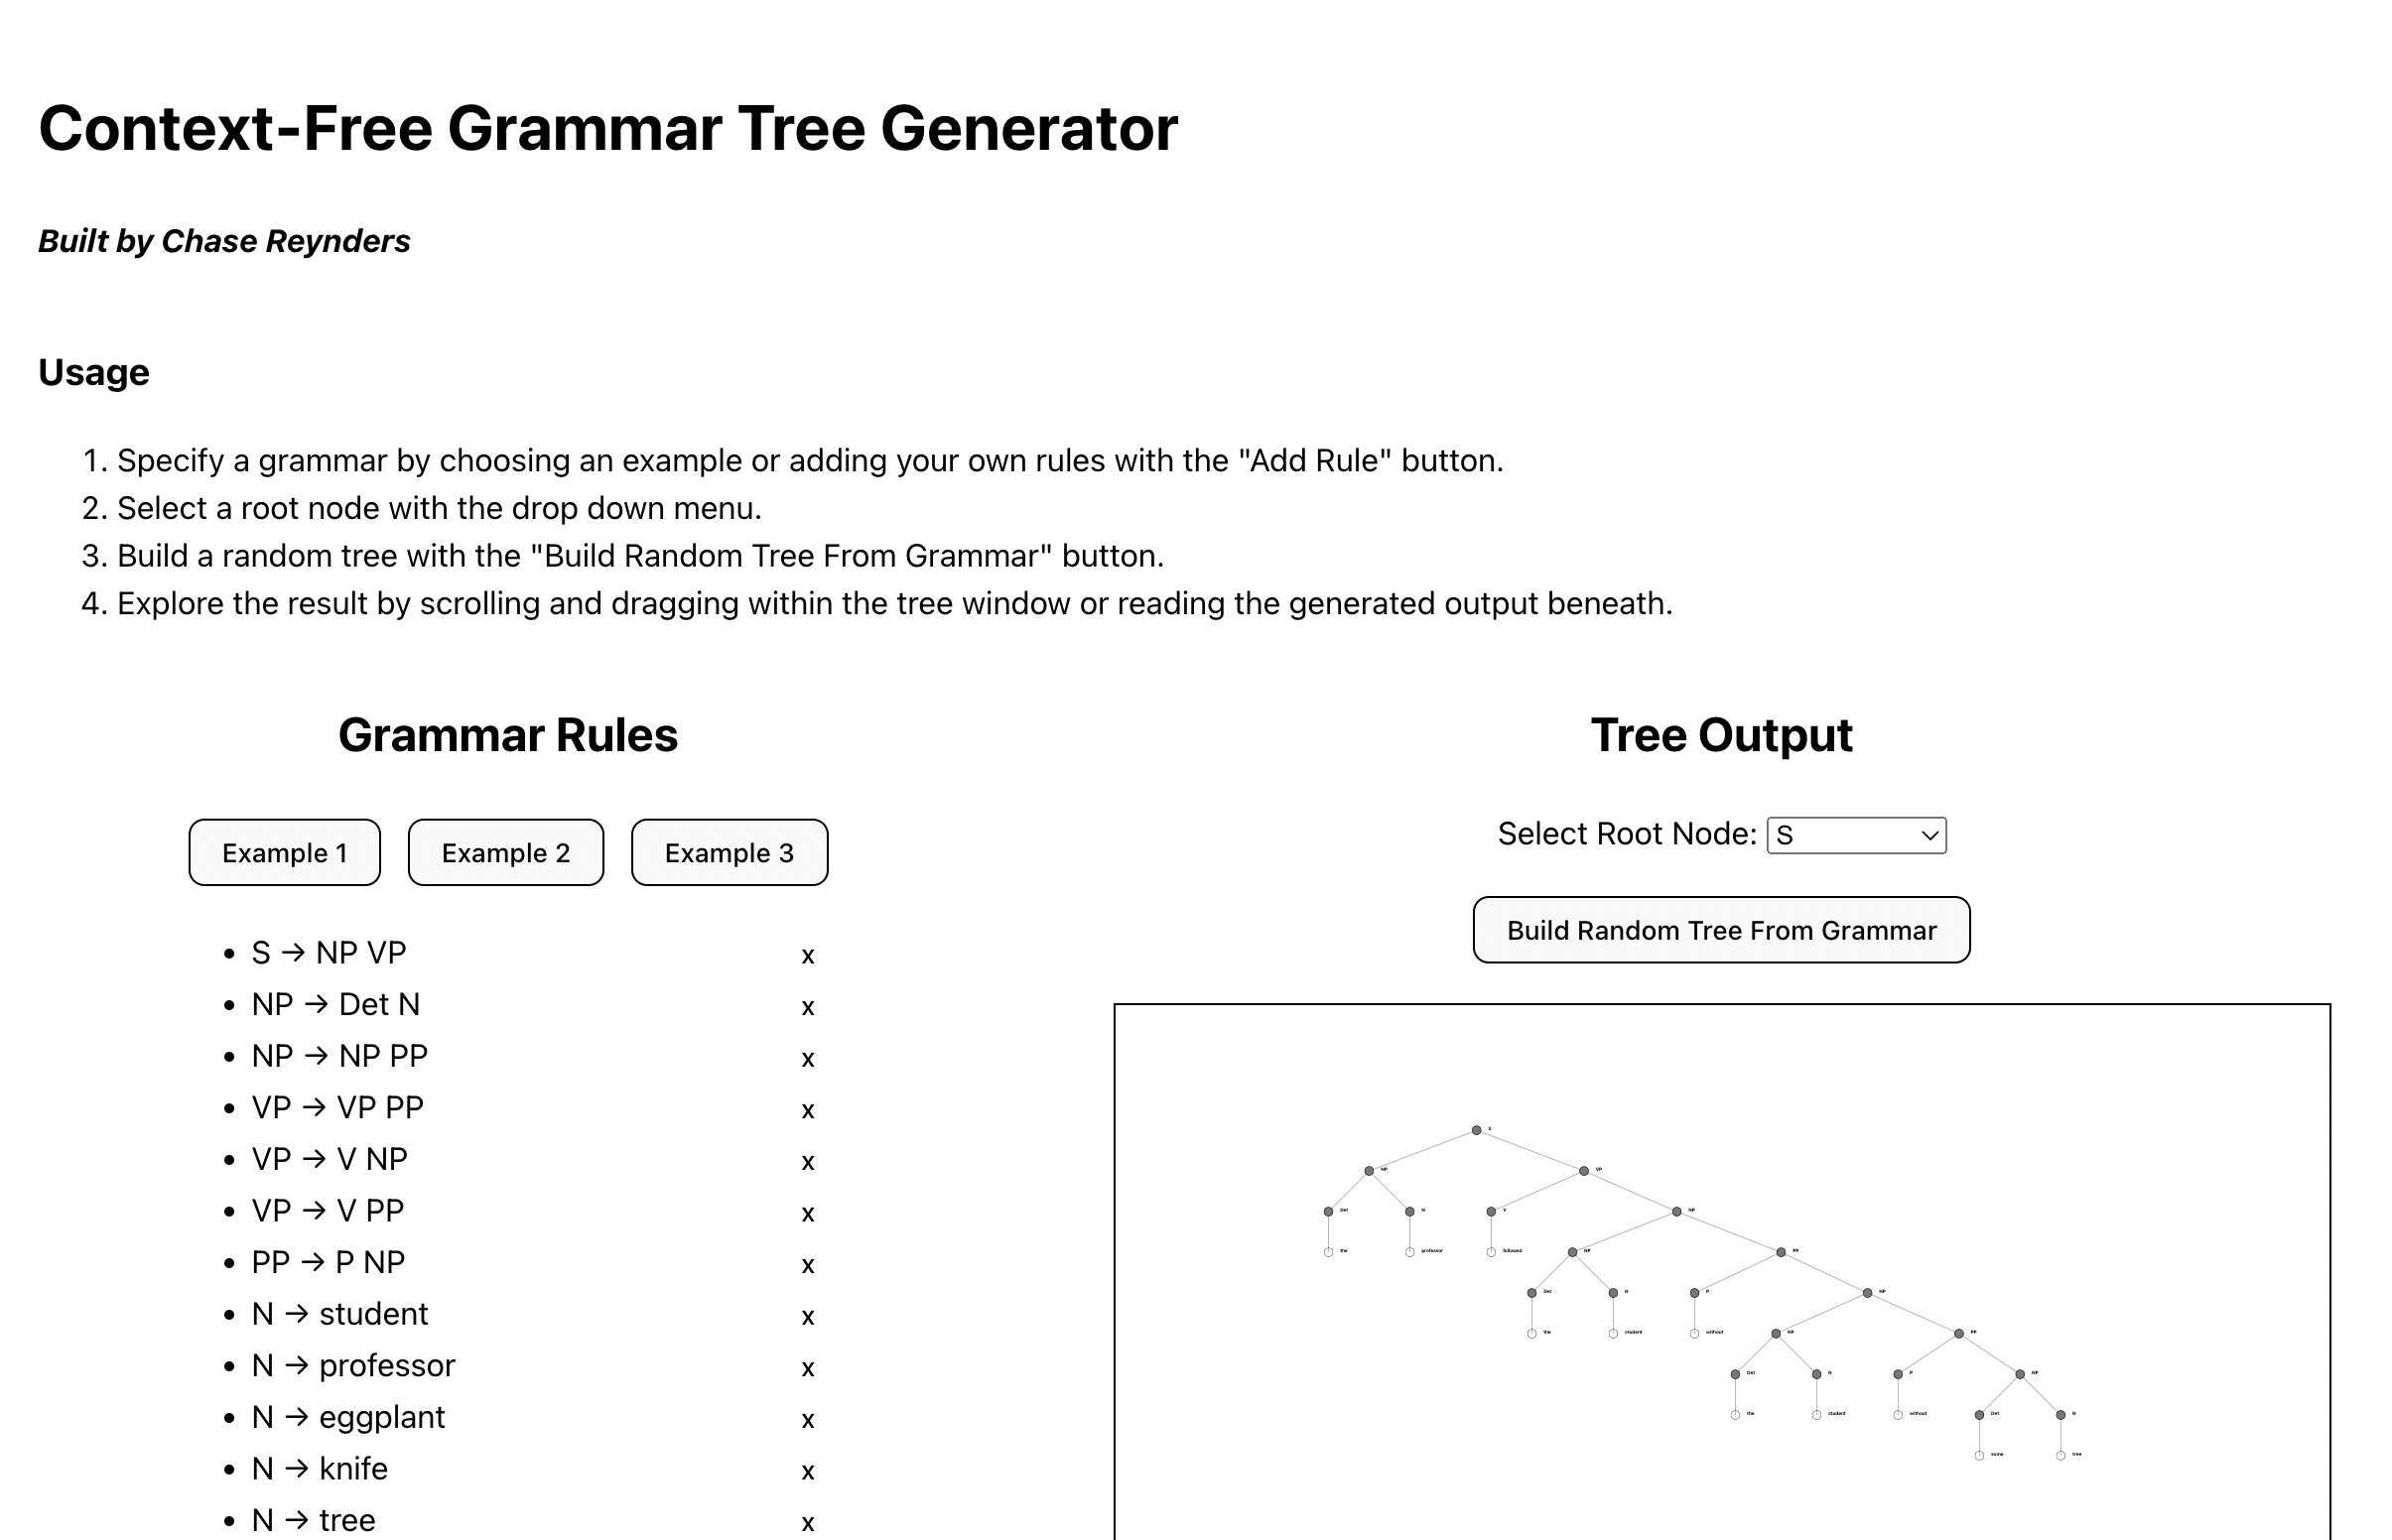 Context-Free Grammar Tree Generator
Built by Chase Reynders
Usage
1. Specify a grammar by choosing an example or adding your own rules with the "Add Rule" button.
2. Select a root node with the drop down menu.
3. Build a random tree with the "Build Random Tree From Grammar" button.
4. Explore the result by scrolling and dragging within the tree window or reading the generated output beneath.
Grammar Rules
Example 1 Example 2 Example 3
• S → NP VP x
• NP → Det N x
• NP → NP PP x
• VP → VP PP x
• VP → V NP x
• VP → V PP x
• PP → P NP x
• N → student x
• N → professor x
• N → eggplant x
• N → knife x
• N → tree x
Tree Output
Select Root Node: S
Build Random Tree From Grammar
S
NP VP
Det N V NP
the professor followed NP PP
Det N P NP
the student without NP PP
Det N P NP
the student without Det N
some tree